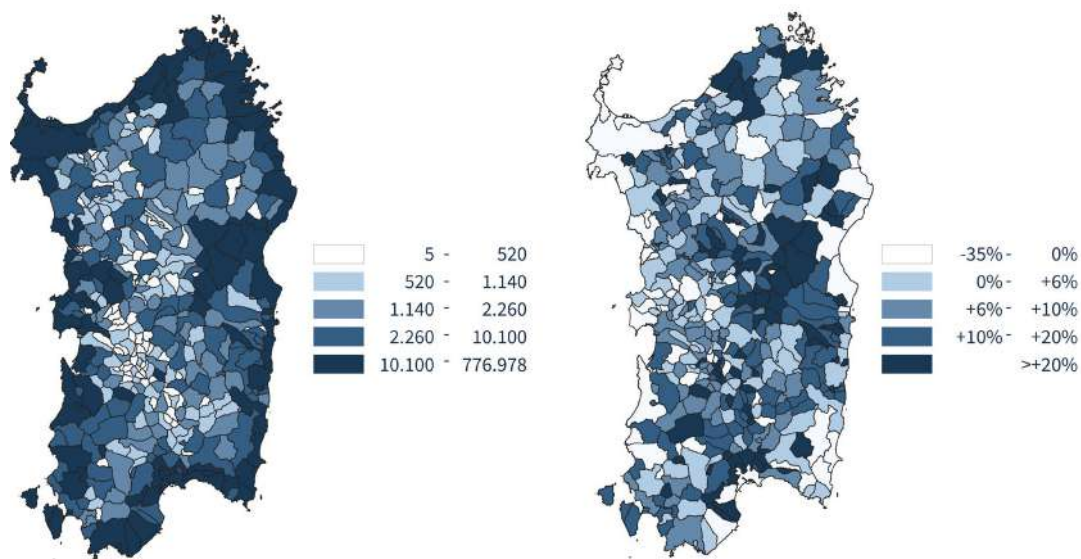 5 - 520
520 - 1.140
1.140 - 2.260
2.260 - 10.100
10.100 - 776.978
-35% - 0%
0% - +6%
+6% - +10%
+10% - +20%
>+20%